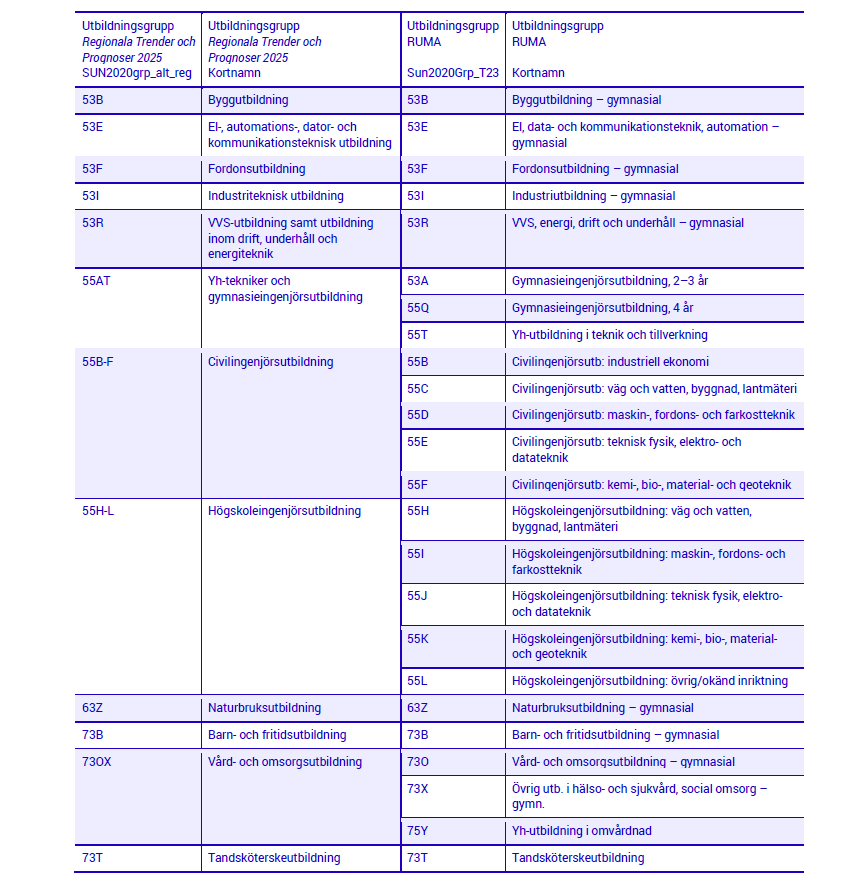 Utbildningsgrupp
Regionala Trender och
Prognoser 2025
SUN2020grp_alt_reg
Utbildningsgrupp
Regionala Trender och
Prognoser 2025
Kortnamn
Utbildningsgrupp
RUMA
Sun2020Grp_T23
Utbildningsgrupp
RUMA
Kortnamn
53B
Byggutbildning
53B
Byggutbildning – gymnasial
53E
El-, automations-, dator- och
kommunikationsteknisk utbildning
53E
El, data- och kommunikationsteknik, automation –
gymnasial
53F
Fordonsutbildning
53F
Fordonsutbildning – gymnasial
53I
Industriteknisk utbildning
53I
Industriutbildning – gymnasial
53R
VVS-utbildning samt utbildning
inom drift, underhåll och
energiteknik
53R
VVS, energi, drift och underhåll – gymnasial
55AT
Yh-tekniker och
gymnasieingenjörsutbildning
53A
Gymnasieingenjörsutbildning, 2–3 år
55Q
Gymnasieingenjörsutbildning, 4 år
55T
Yh-utbildning i teknik och tillverkning
55B-F
Civilingenjörsutbildning
55B
Civilingenjörsutb: industriell ekonomi
55C
Civilingenjörsutb: väg och vatten, byggnad, lantmäteri
55D
Civilingenjörsutb: maskin-, fordons- och farkostteknik
55E
Civilingenjörsutb: teknisk fysik, elektro- och
datateknik
55F
Civilingenjörsutb: kemi-, bio-, material- och geoteknik
55H-L
Högskoleingenjörsutbildning
55H
Högskoleingenjörsutbildning: väg och vatten,
byggnad, lantmäteri
55I
Högskoleingenjörsutbildning: maskin-, fordons- och
farkostteknik
55J
Högskoleingenjörsutbildning: teknisk fysik, elektro-
och datateknik
55K
Högskoleingenjörsutbildning: kemi-, bio-, material-
och geoteknik
55L
Högskoleingenjörsutbildning: övrig/okänd inriktning
63Z
Naturbruksutbildning
63Z
Naturbruksutbildning – gymnasial
73B
Barn- och fritidsutbildning
73B
Barn- och fritidsutbildning – gymnasial
73OX
Vård- och omsorgsutbildning
73O
Vård- och omsorgsutbildning – gymnasial
73X
Övrig utb. i hälso- och sjukvård, social omsorg –
gymn.
75Y
Yh-utbildning i omvårdnad
73T
Tandsköterskeutbildning
73T
Tandsköterskeutbildning